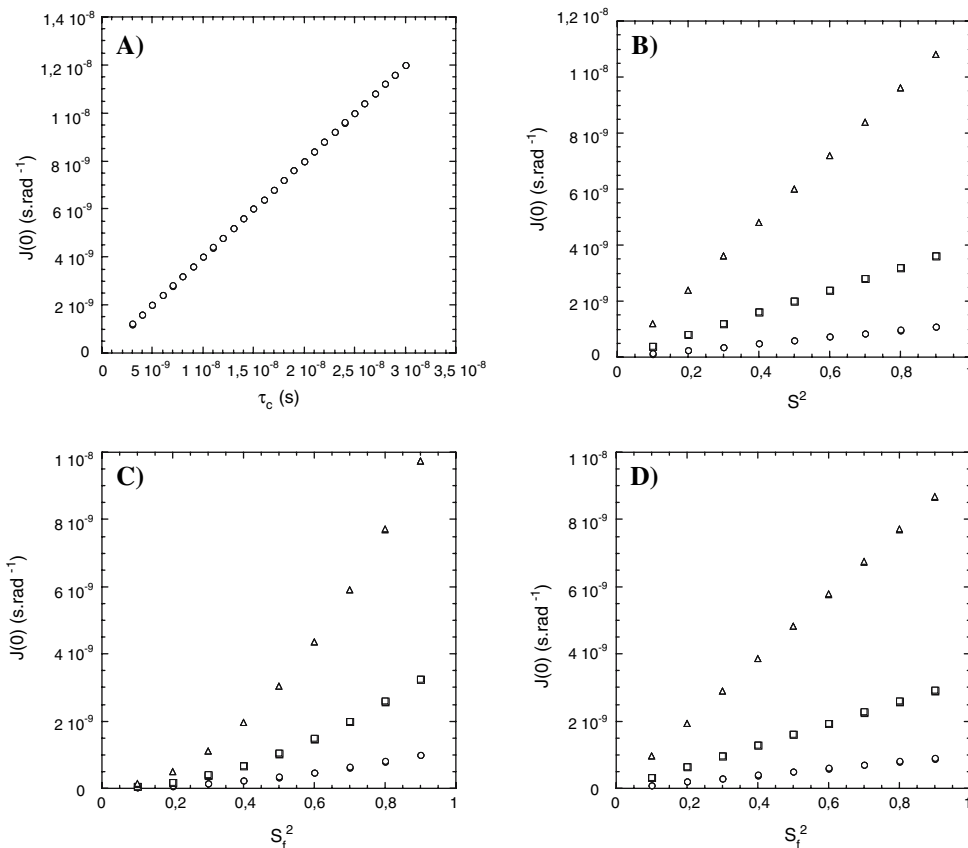 A)
1,4 10⁻⁸
1,2 10⁻⁸
1 10⁻⁸
8 10⁻⁹
6 10⁻⁹
4 10⁻⁹
2 10⁻⁹
0
J(0) (s.rad ⁻¹)
0 5 10⁻⁹ 1 10⁻⁸ 1,5 10⁻⁸ 2 10⁻⁸ 2,5 10⁻⁸ 3 10⁻⁸ 3,5 10⁻⁸
τc (s)
B)
1,2 10⁻⁸
1 10⁻⁸
8 10⁻⁹
6 10⁻⁹
4 10⁻⁹
2 10⁻⁹
0
J(0) (s.rad ⁻¹)
0 0,2 0,4 0,6 0,8 1
S²
C)
1 10⁻⁸
8 10⁻⁹
6 10⁻⁹
4 10⁻⁹
2 10⁻⁹
0
J(0) (s.rad ⁻¹)
0 0,2 0,4 0,6 0,8 1
Sf²
D)
1 10⁻⁸
8 10⁻⁹
6 10⁻⁹
4 10⁻⁹
2 10⁻⁹
0
J(0) (s.rad ⁻¹)
0 0,2 0,4 0,6 0,8 1
Sf²